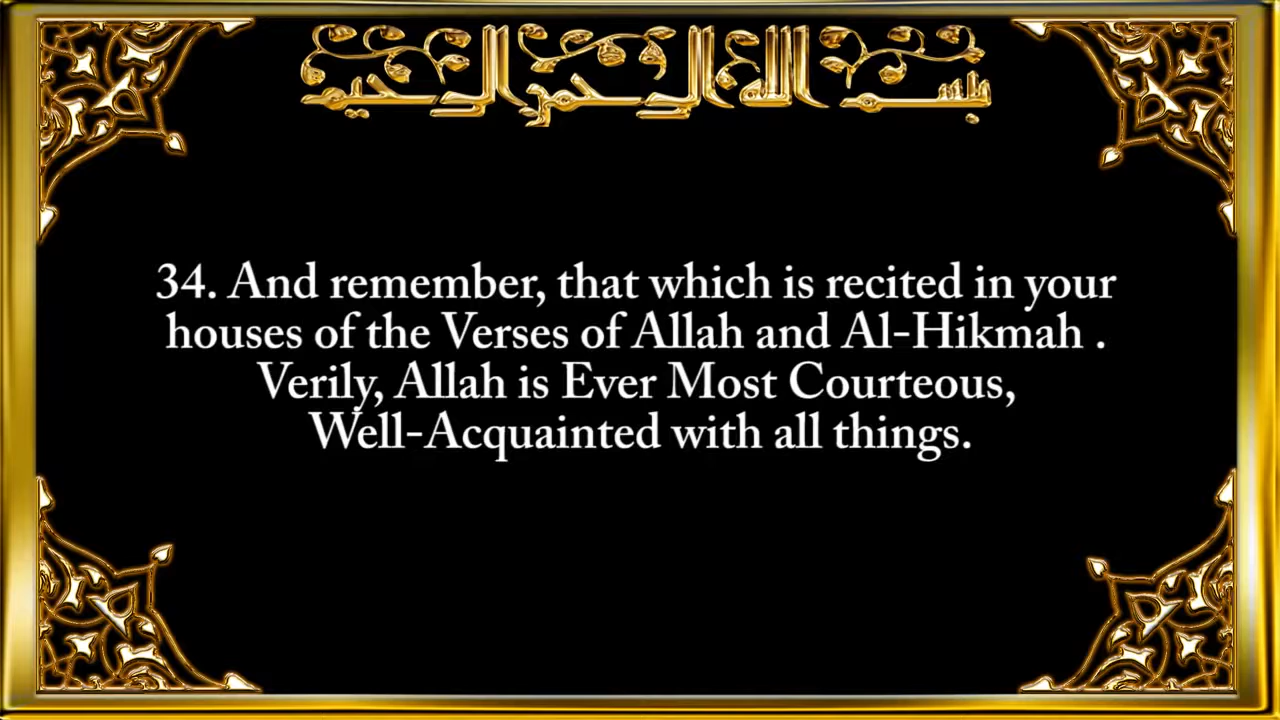 بسم الله الرحمن الرحيم
34. And remember, that which is recited in your
houses of the Verses of Allah and Al-Hikmah .
Verily, Allah is Ever Most Courteous,
Well-Acquainted with all things.